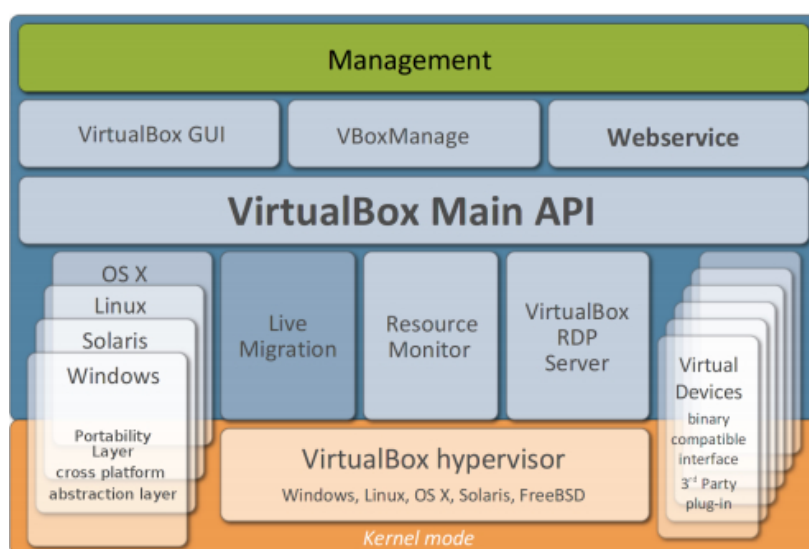 Management
VirtualBox GUI
VBoxManage
Webservice
VirtualBox Main API
OS X
Linux
Solaris
Windows
Portability
Layer
cross platform
abstraction layer
Live
Migration
Resource
Monitor
VirtualBox
RDP
Server
Virtual
Devices
binary
compatible
interface
3rd Party
plug-in
VirtualBox hypervisor
Windows, Linux, OS X, Solaris, FreeBSD
Kernel mode